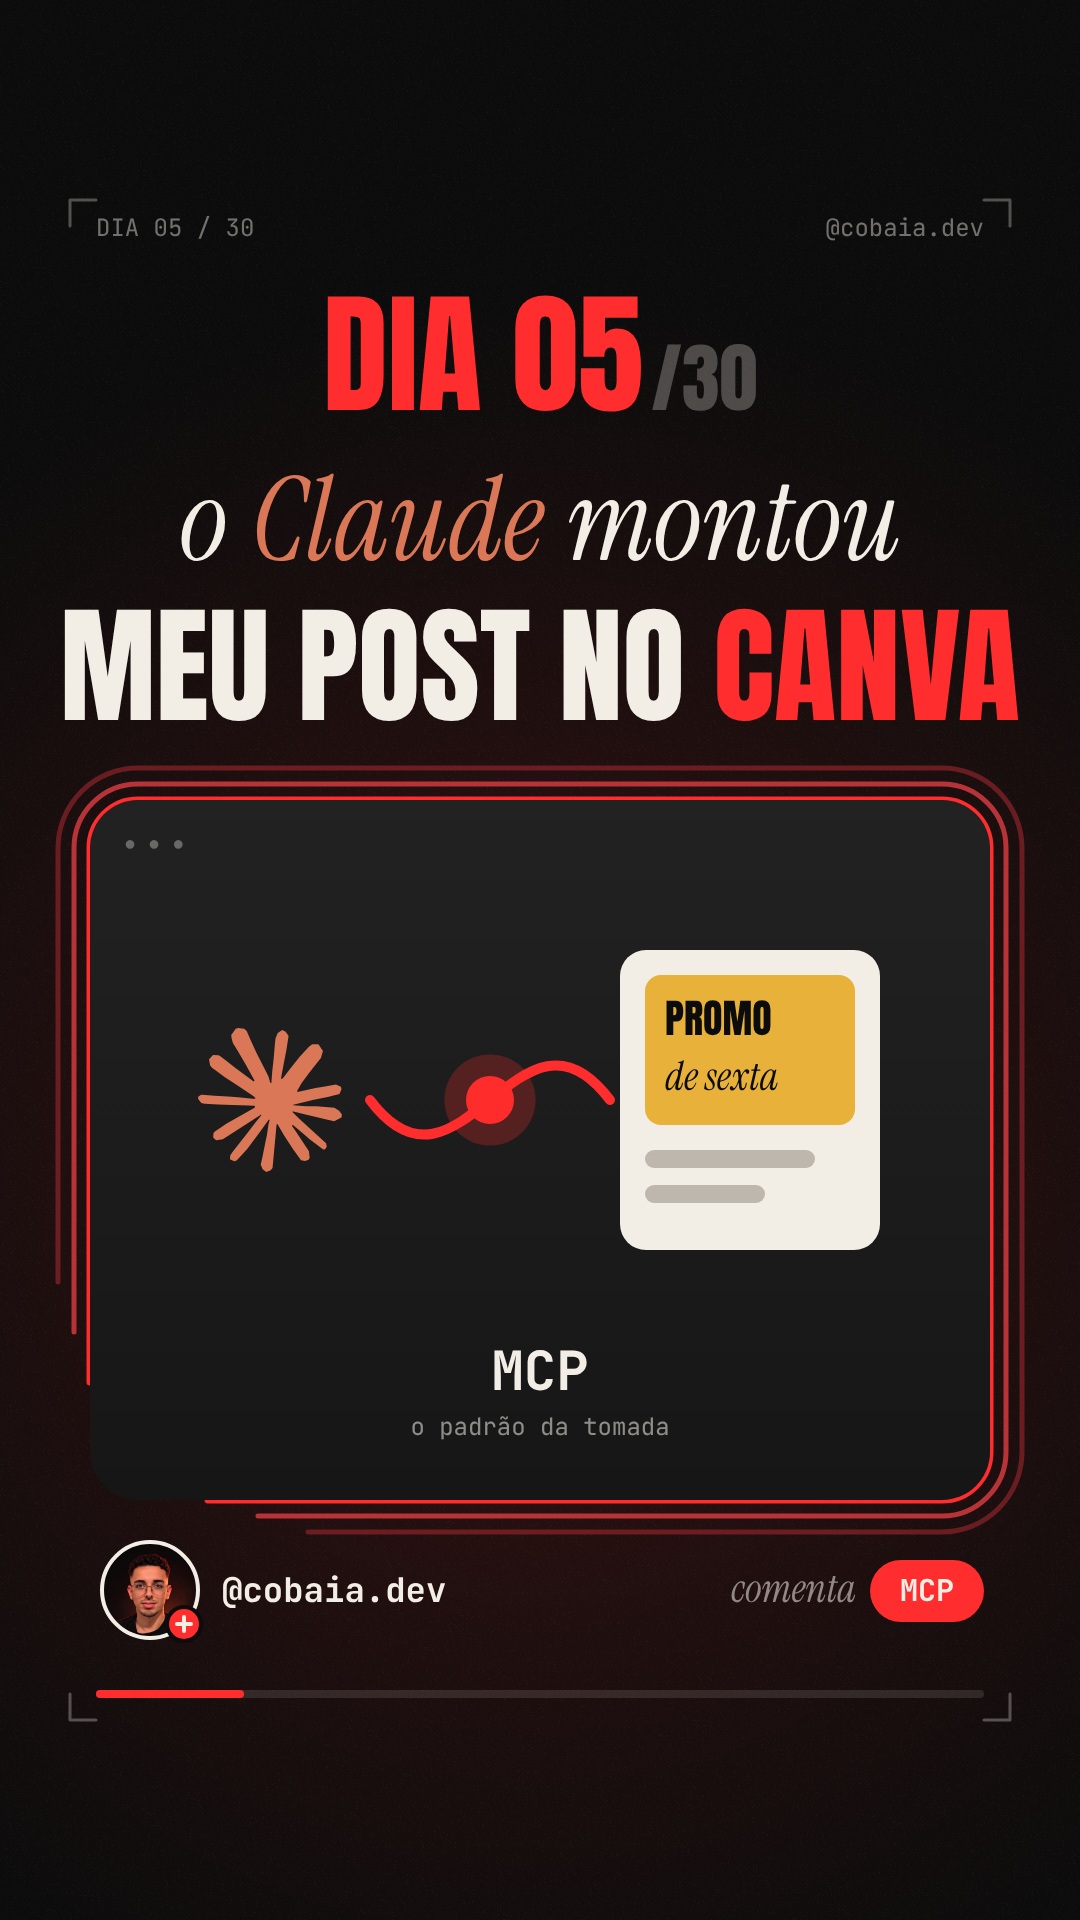 DIA 05 / 30
@cobaia.dev
DIA 05 /30
o Claude montou
MEU POST NO CANVA
PROMO
de sexta
MCP
o padrão da tomada
@cobaia.dev
comenta MCP